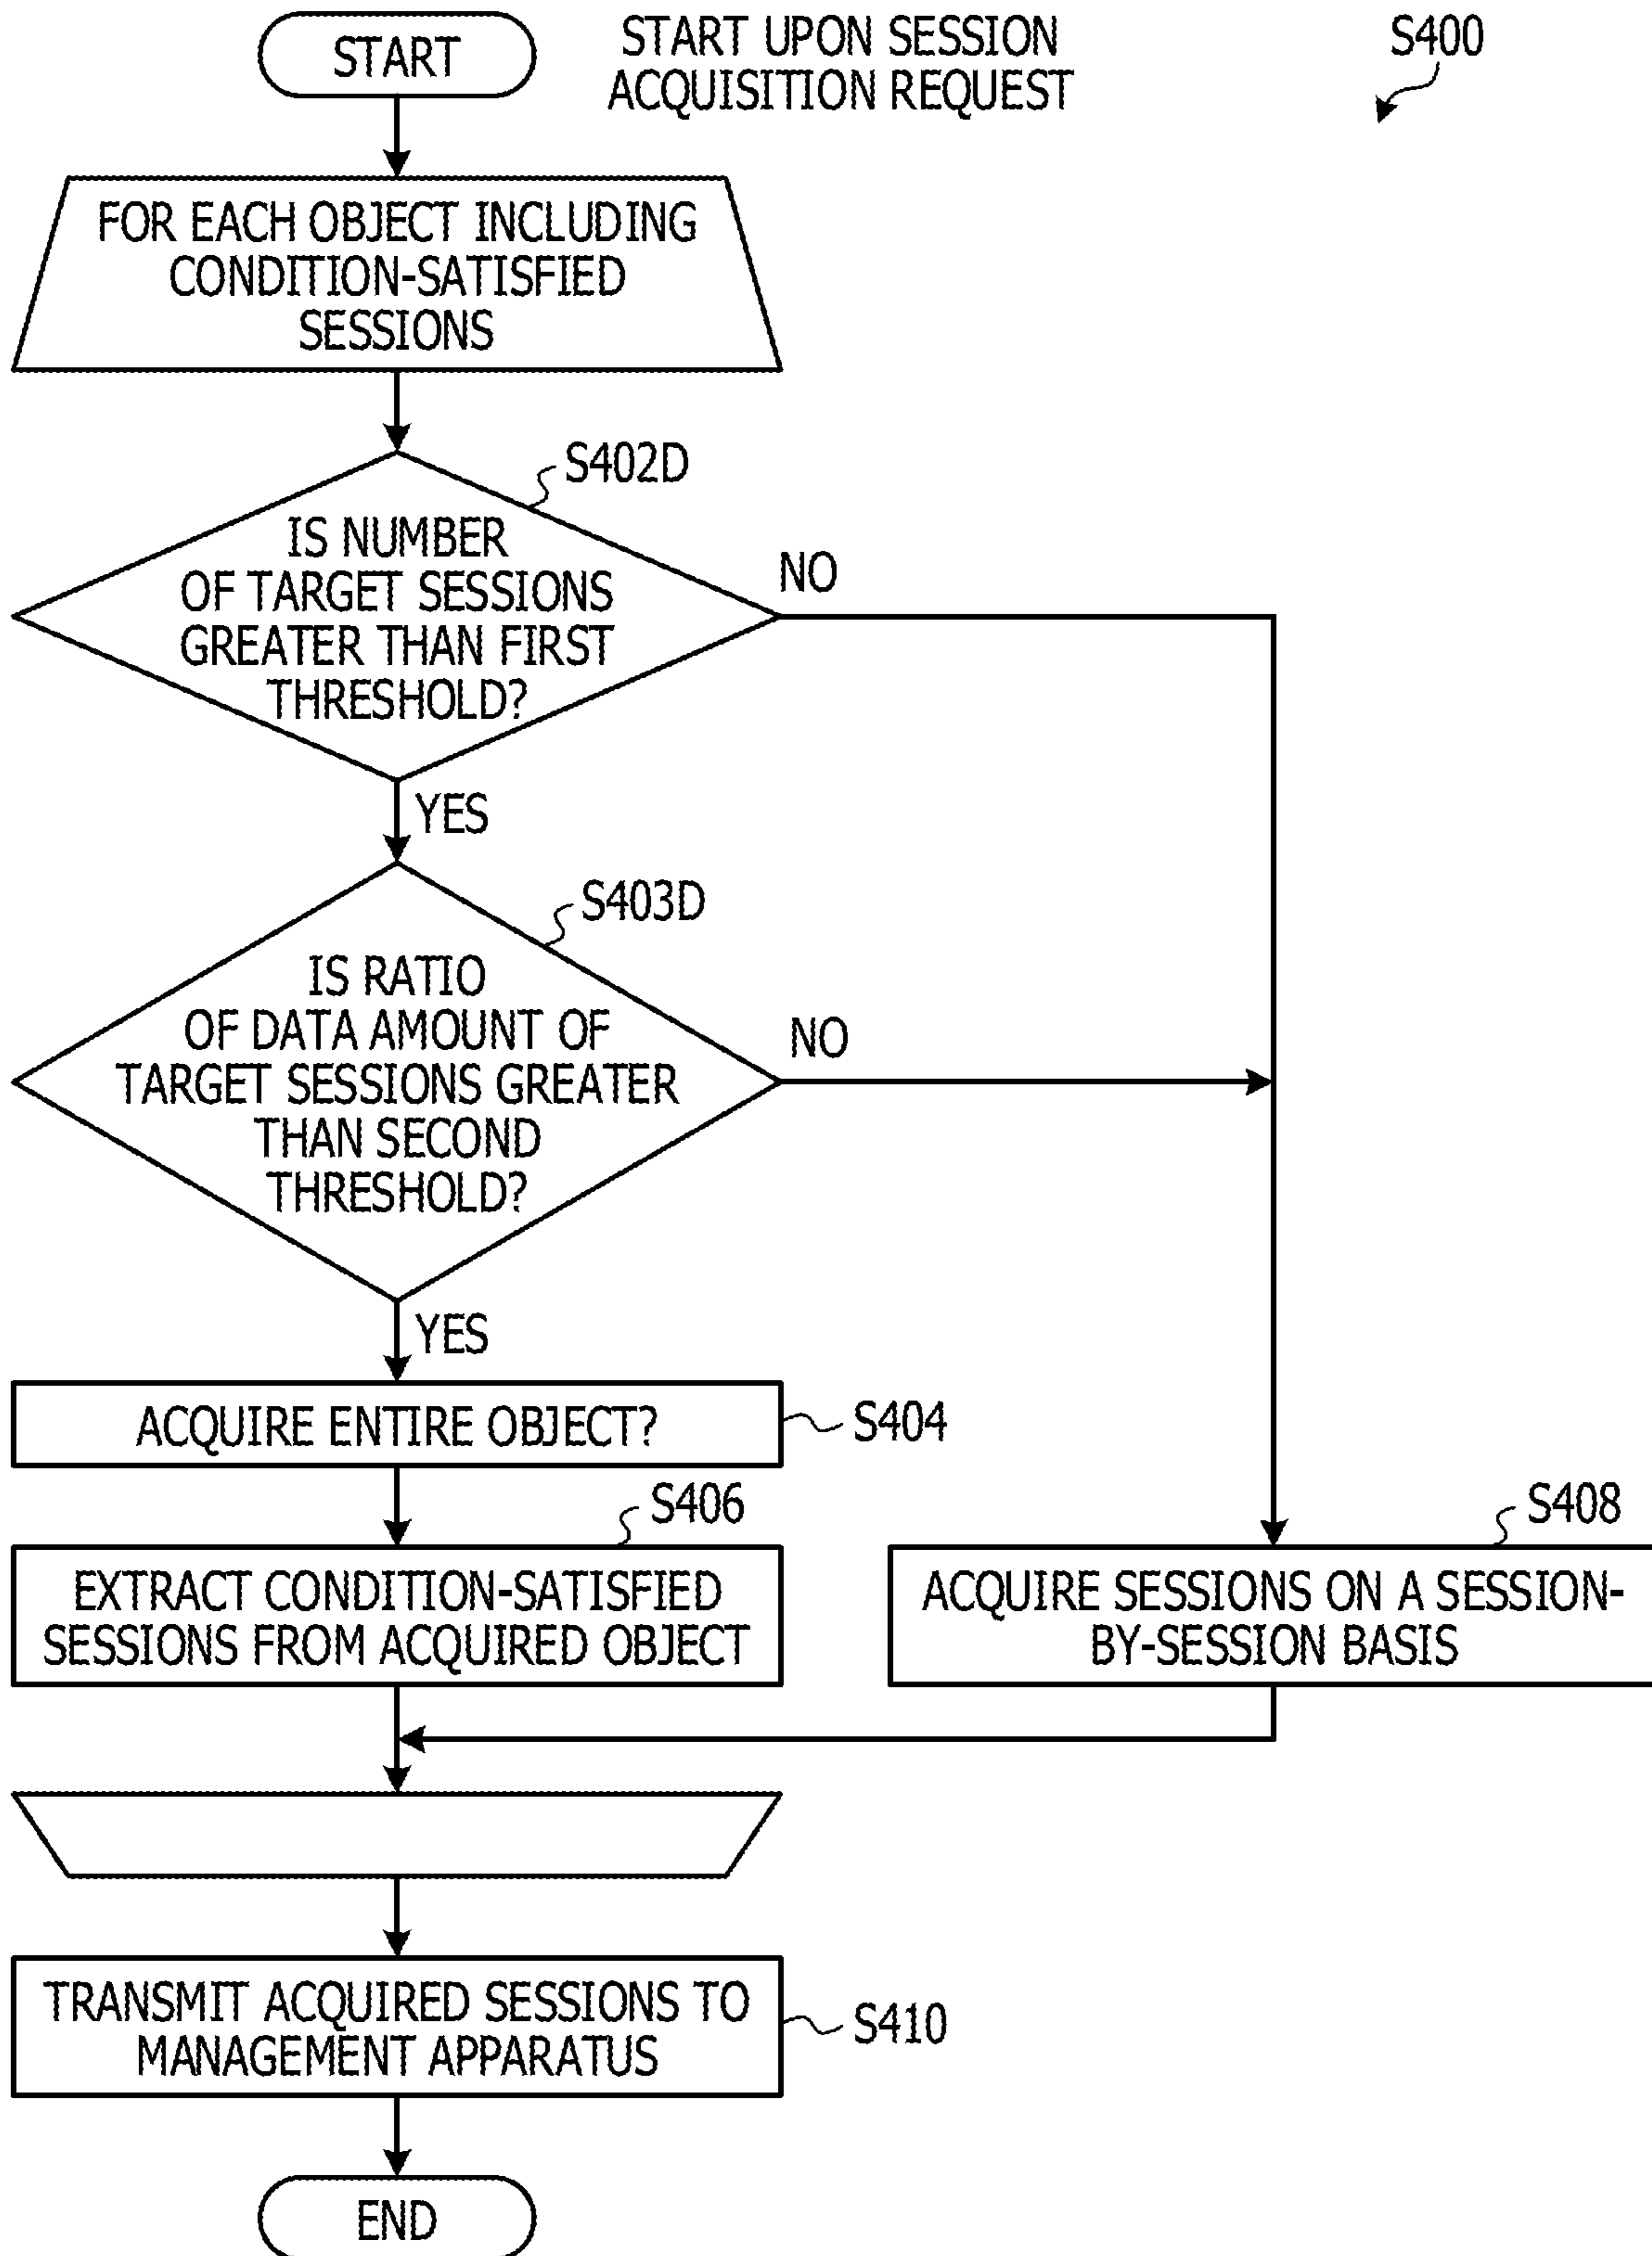 START
START UPON SESSION
ACQUISITION REQUEST
S400
FOR EACH OBJECT INCLUDING
CONDITION-SATISFIED
SESSIONS
S402D
IS NUMBER
OF TARGET SESSIONS
GREATER THAN FIRST
THRESHOLD?
NO
YES
S403D
IS RATIO
OF DATA AMOUNT OF
TARGET SESSIONS GREATER
THAN SECOND
THRESHOLD?
NO
YES
ACQUIRE ENTIRE OBJECT?
S404
S406
EXTRACT CONDITION-SATISFIED
SESSIONS FROM ACQUIRED OBJECT
S408
ACQUIRE SESSIONS ON A SESSION-
BY-SESSION BASIS
TRANSMIT ACQUIRED SESSIONS TO
MANAGEMENT APPARATUS
S410
END